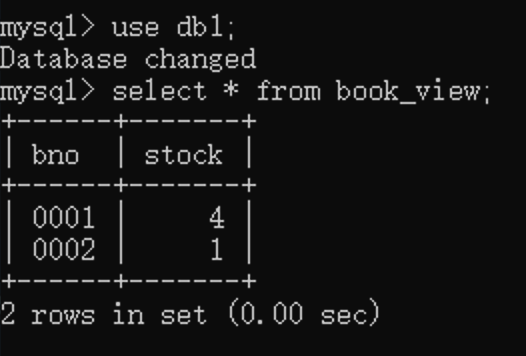 mysql> use db1;
Database changed
mysql> select * from book_view;
+------+-------+
| bno  | stock |
+------+-------+
| 0001 |     4 |
| 0002 |     1 |
+------+-------+
2 rows in set (0.00 sec)